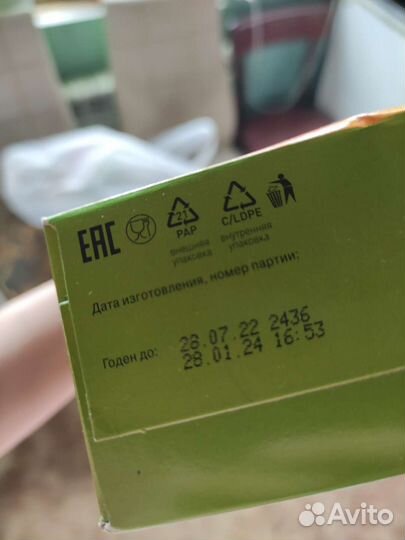 EAC
21
PAP
C/LDPE
внешняя
упаковка
внутренняя
упаковка
Дата изготовления, номер партии:
28.07.22 2436
Годен до: 28.01.24 16:53
Avito